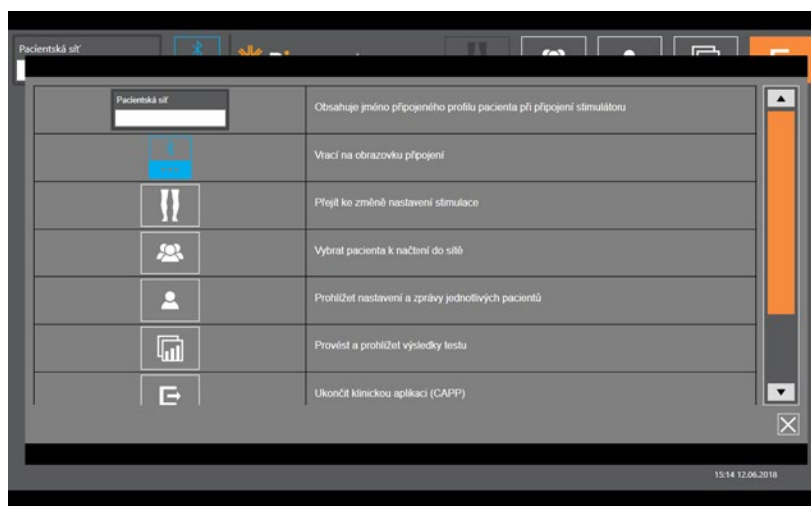 Pacientská síť
Pacientská síť
Obsahuje jméno připojeného profilu pacienta při připojení stimulátoru
Vrací na obrazovku připojení
Přejít ke změně nastavení stimulace
Vybrat pacienta k načtení do sítě
Prohlížet nastavení a zprávy jednotlivých pacientů
Provést a prohlížet výsledky testu
Ukončit klinickou aplikaci (CAPP)
15:14 12.06.2018